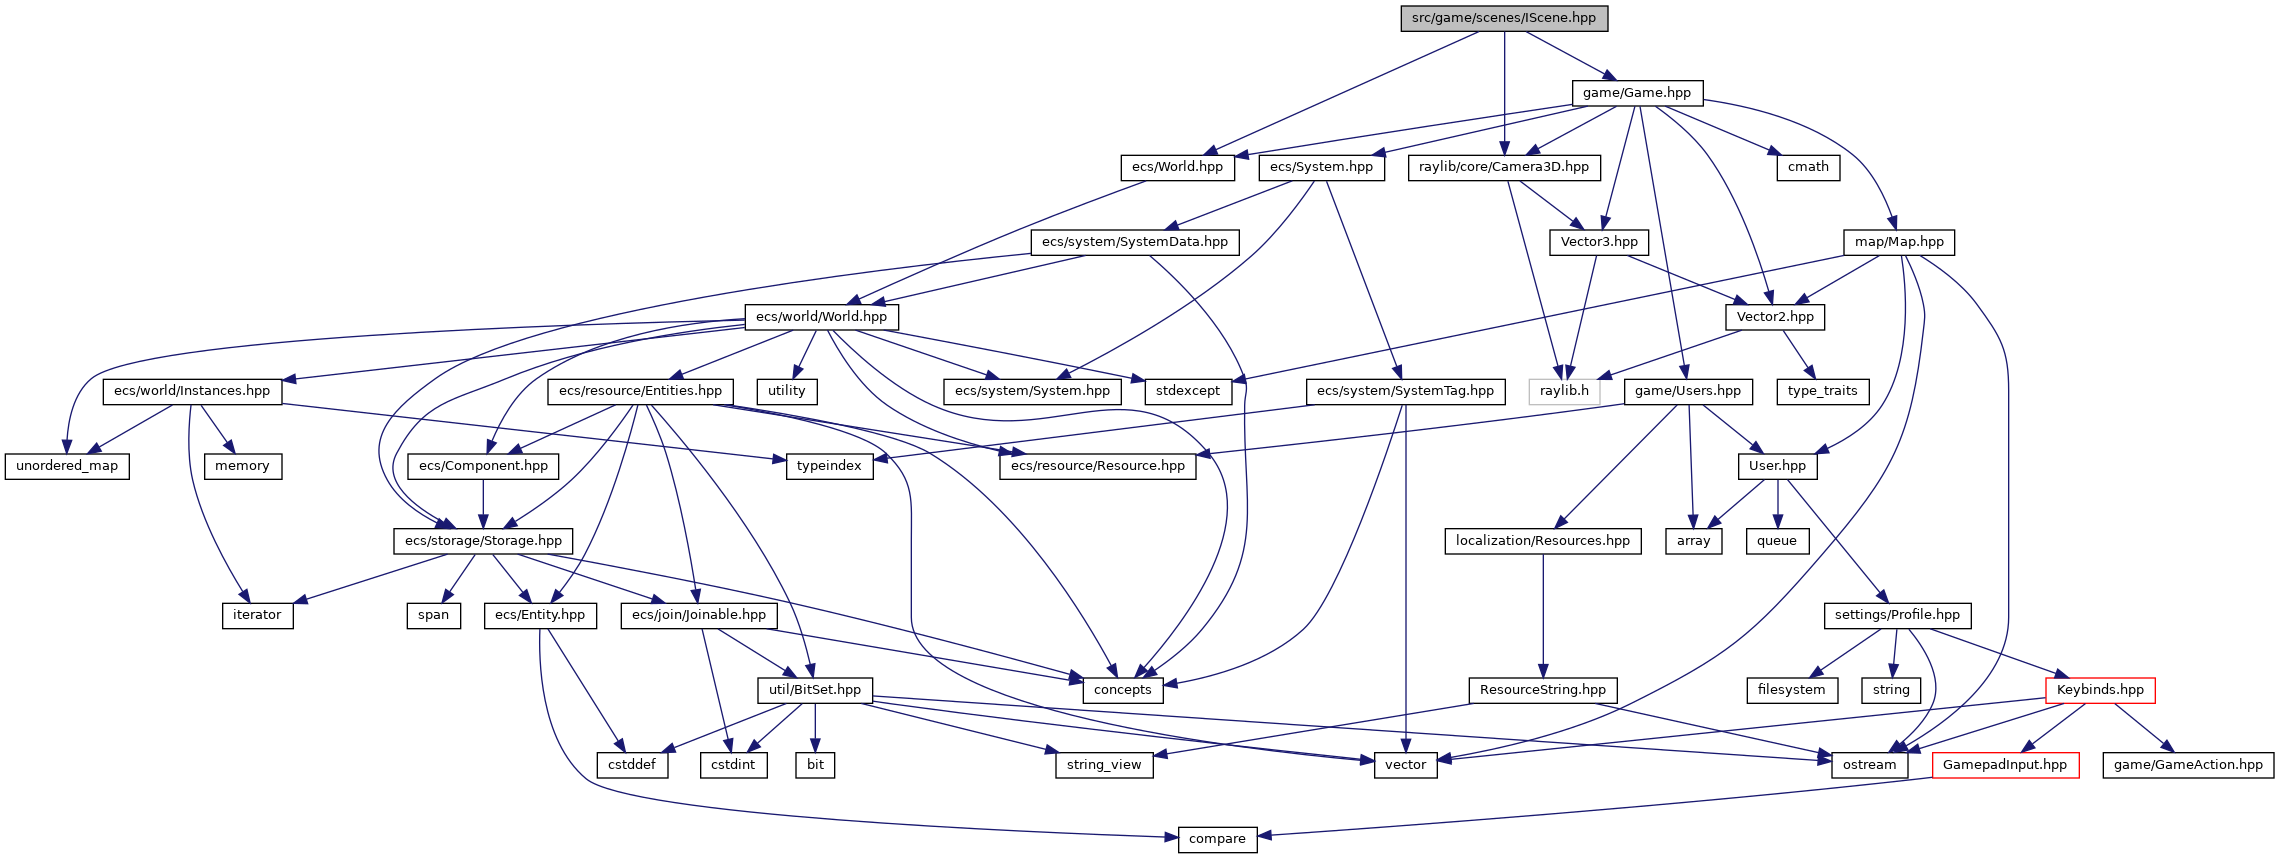 src/game/scenes/IScene.hpp
game/Game.hpp
ecs/World.hpp
ecs/System.hpp
raylib/core/Camera3D.hpp
cmath
ecs/system/SystemData.hpp
Vector3.hpp
map/Map.hpp
ecs/world/World.hpp
Vector2.hpp
ecs/world/Instances.hpp
ecs/resource/Entities.hpp
utility
ecs/system/System.hpp
stdexcept
ecs/system/SystemTag.hpp
raylib.h
game/Users.hpp
type_traits
unordered_map
memory
ecs/Component.hpp
typeindex
ecs/resource/Resource.hpp
User.hpp
ecs/storage/Storage.hpp
localization/Resources.hpp
array
queue
iterator
span
ecs/Entity.hpp
ecs/join/Joinable.hpp
settings/Profile.hpp
util/BitSet.hpp
concepts
ResourceString.hpp
filesystem
string
Keybinds.hpp
cstddef
cstdint
bit
string_view
vector
ostream
GamepadInput.hpp
game/GameAction.hpp
compare